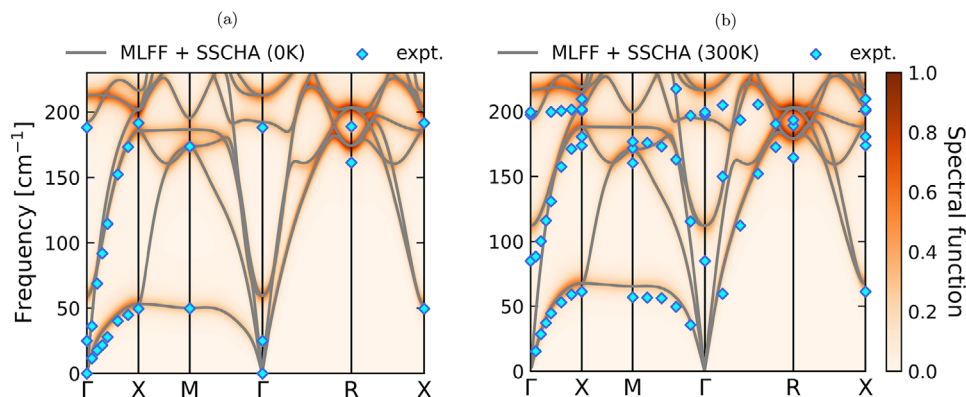 (a)
MLFF + SSCHA (0K)
expt.
Frequency [cm⁻¹]
200
150
100
50
0
Γ X M Γ R X
(b)
MLFF + SSCHA (300K)
expt.
200
150
100
50
0
Γ X M Γ R X
1.0
0.8
0.6
0.4
0.2
0.0
Spectral function